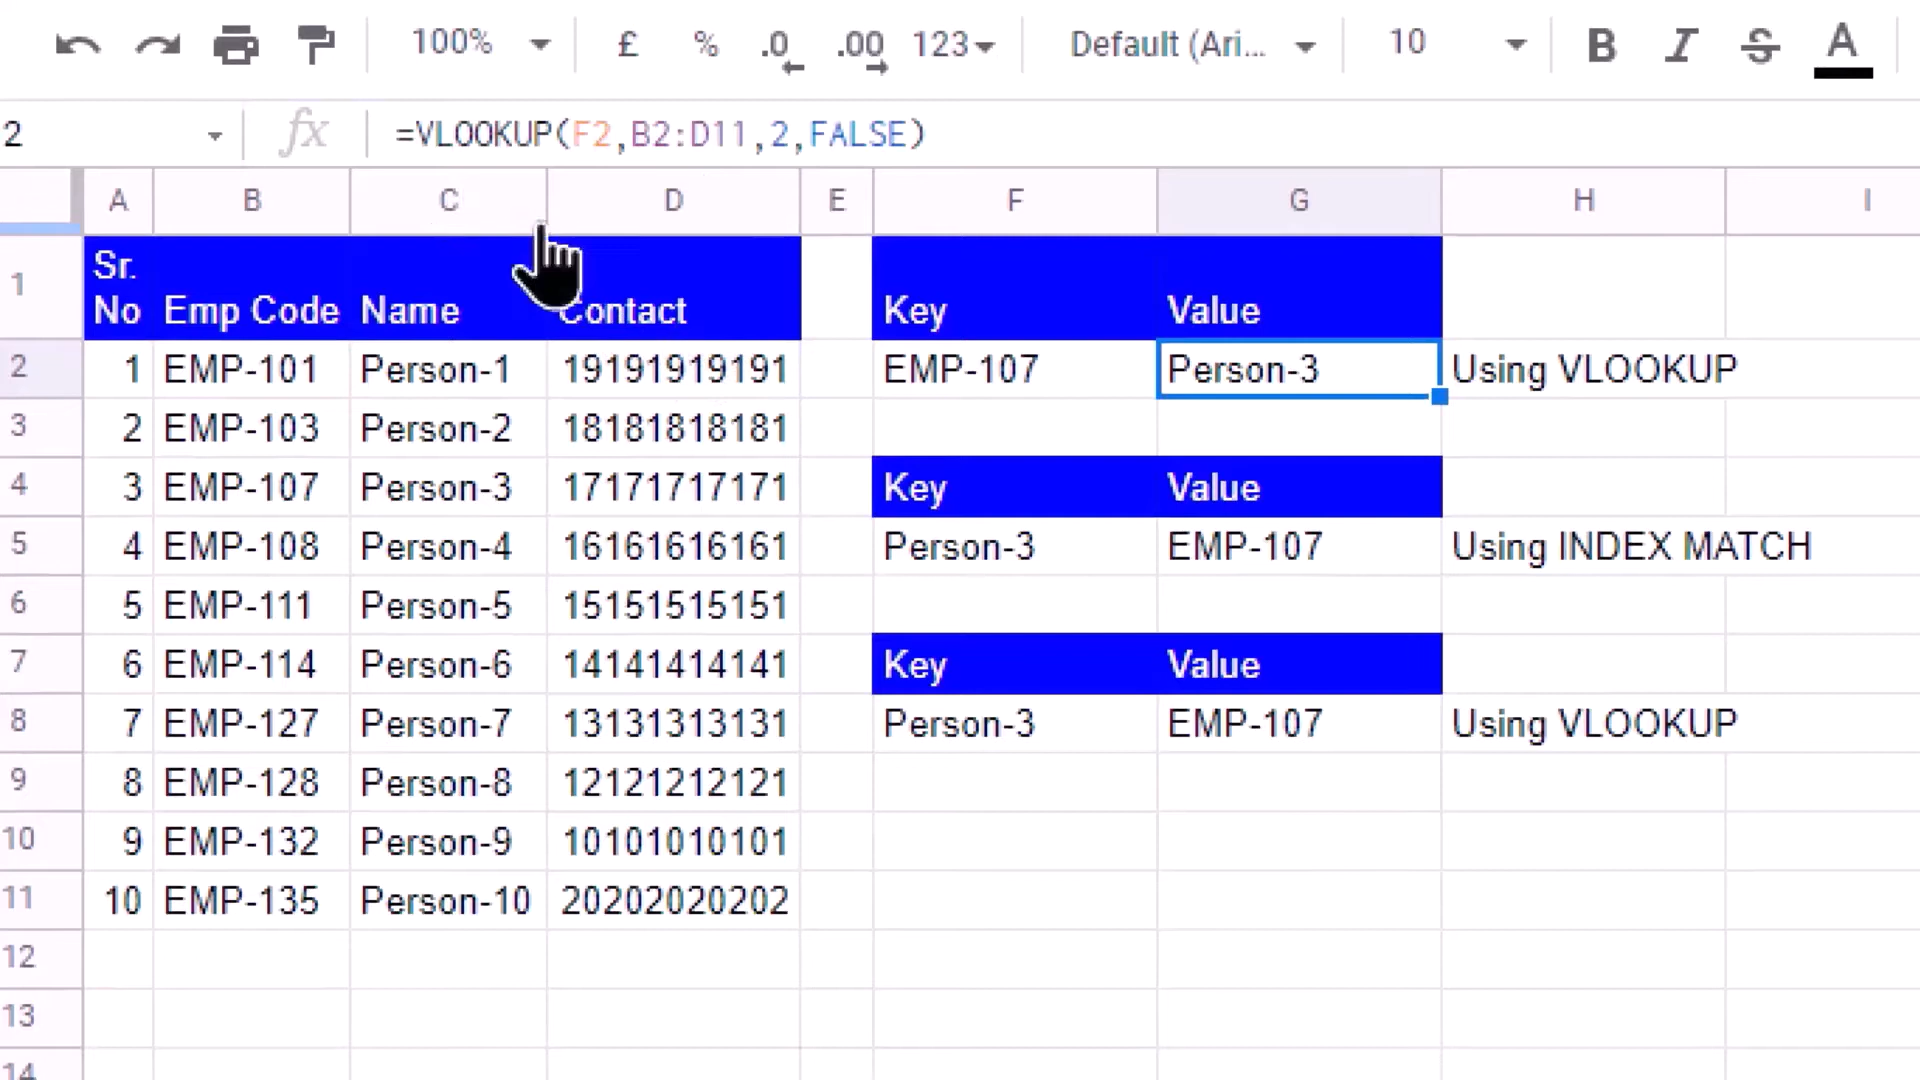 100% £ % .0 .00 123 Default (Ari... 10 B I S A
2 fx =VLOOKUP(F2,B2:D11,2,FALSE)
A B C D E F G H I
1 Sr. No Emp Code Name Contact Key Value
2 1 EMP-101 Person-1 19191919191 EMP-107 Person-3 Using VLOOKUP
3 2 EMP-103 Person-2 18181818181
4 3 EMP-107 Person-3 17171717171 Key Value
5 4 EMP-108 Person-4 16161616161 Person-3 EMP-107 Using INDEX MATCH
6 5 EMP-111 Person-5 15151515151
7 6 EMP-114 Person-6 14141414141 Key Value
8 7 EMP-127 Person-7 13131313131 Person-3 EMP-107 Using VLOOKUP
9 8 EMP-128 Person-8 12121212121
10 9 EMP-132 Person-9 10101010101
11 10 EMP-135 Person-10 20202020202
12
13
14